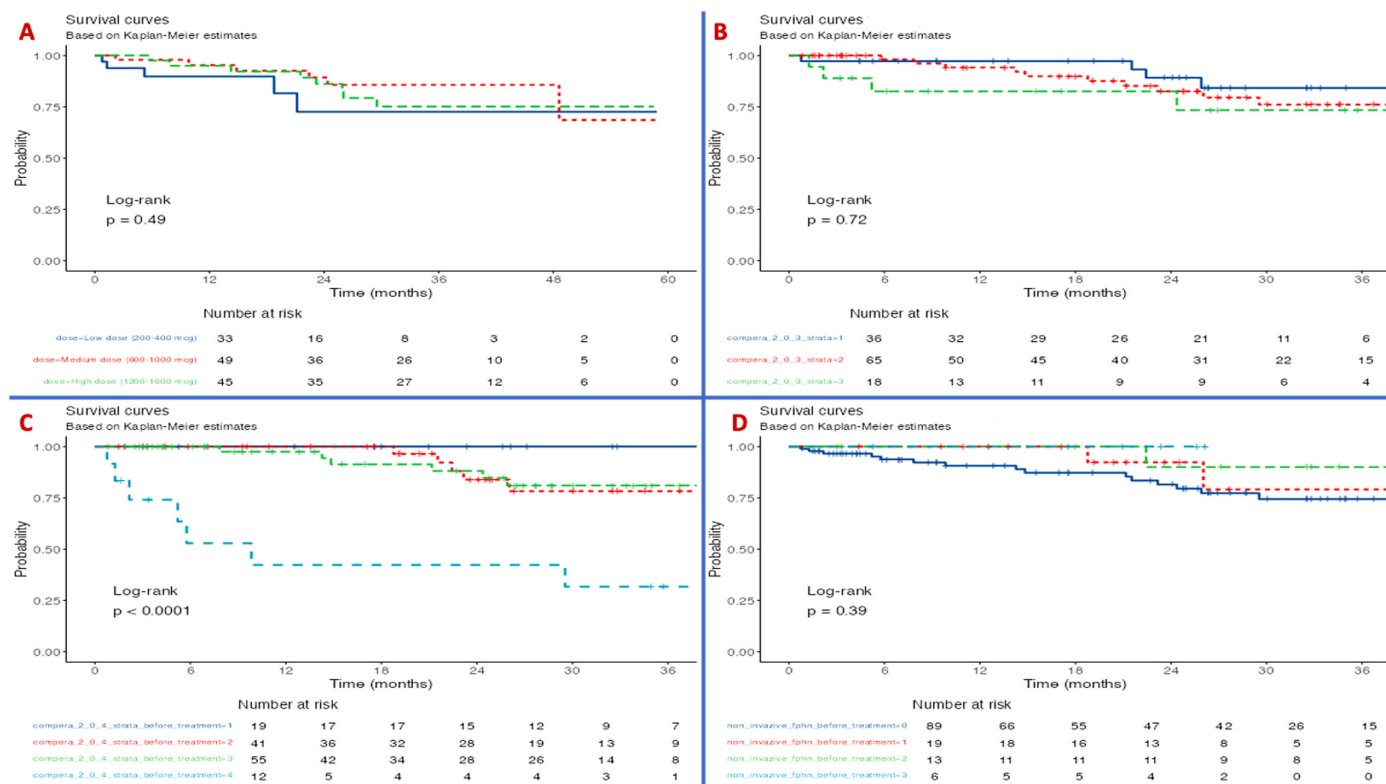 A
Survival curves
Based on Kaplan-Meier estimates
1.00
0.75
0.50
0.25
0.00
Probability
Log-rank
p = 0.49
0 12 24 36 48 60
Time (months)
Number at risk
dose=Low dose (200-400 mcg) 33 16 8 3 2 0
dose=Medium dose (600-1000 mcg) 49 36 26 10 5 0
dose=High dose (1200-1600 mcg) 45 35 27 12 6 0
B
Survival curves
Based on Kaplan-Meier estimates
1.00
0.75
0.50
0.25
0.00
Probability
Log-rank
p = 0.72
0 6 12 18 24 30 36
Time (months)
Number at risk
compera_2_0_3_strata=1 36 32 29 26 21 11 6
compera_2_0_3_strata=2 65 50 45 40 31 22 15
compera_2_0_3_strata=3 18 13 11 9 9 6 4
C
Survival curves
Based on Kaplan-Meier estimates
1.00
0.75
0.50
0.25
0.00
Probability
Log-rank
p < 0.0001
0 6 12 18 24 30 36
Time (months)
Number at risk
compera_2_0_4_strata_before_treatment=1 19 17 17 15 12 9 7
compera_2_0_4_strata_before_treatment=2 41 36 32 28 19 13 9
compera_2_0_4_strata_before_treatment=3 55 42 34 28 26 14 8
compera_2_0_4_strata_before_treatment=4 12 5 4 4 4 3 1
D
Survival curves
Based on Kaplan-Meier estimates
1.00
0.75
0.50
0.25
0.00
Probability
Log-rank
p = 0.39
0 6 12 18 24 30 36
Time (months)
Number at risk
non_invazive_fphn_before_treatment=0 89 66 55 47 42 26 15
non_invazive_fphn_before_treatment=1 19 18 16 13 8 5 5
non_invazive_fphn_before_treatment=2 13 11 11 11 9 8 5
non_invazive_fphn_before_treatment=3 6 5 5 4 2 0 0